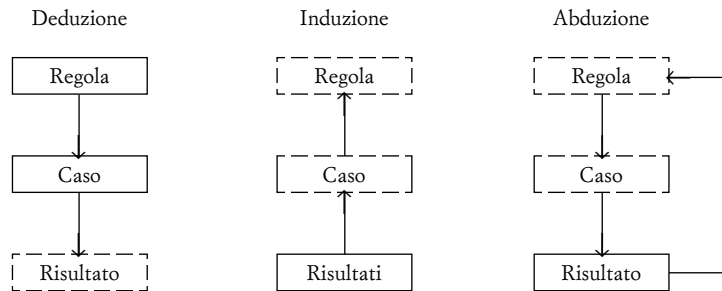 Deduzione Induzione Abduzione
Regola Regola Regola
Caso Caso Caso
Risultato Risultati Risultato